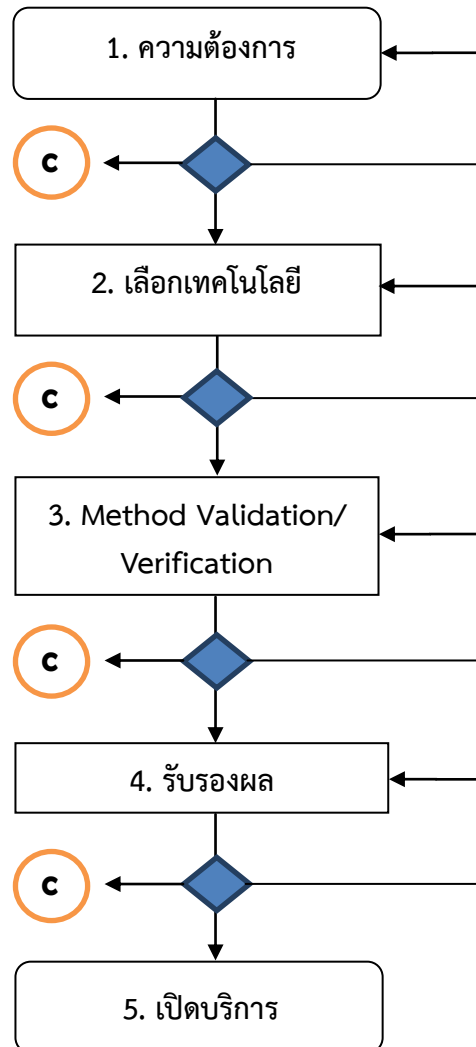 1. ความต้องการ
c
2. เลือกเทคโนโลยี
c
3. Method Validation/
Verification
c
4. รับรองผล
c
5. เปิดบริการ